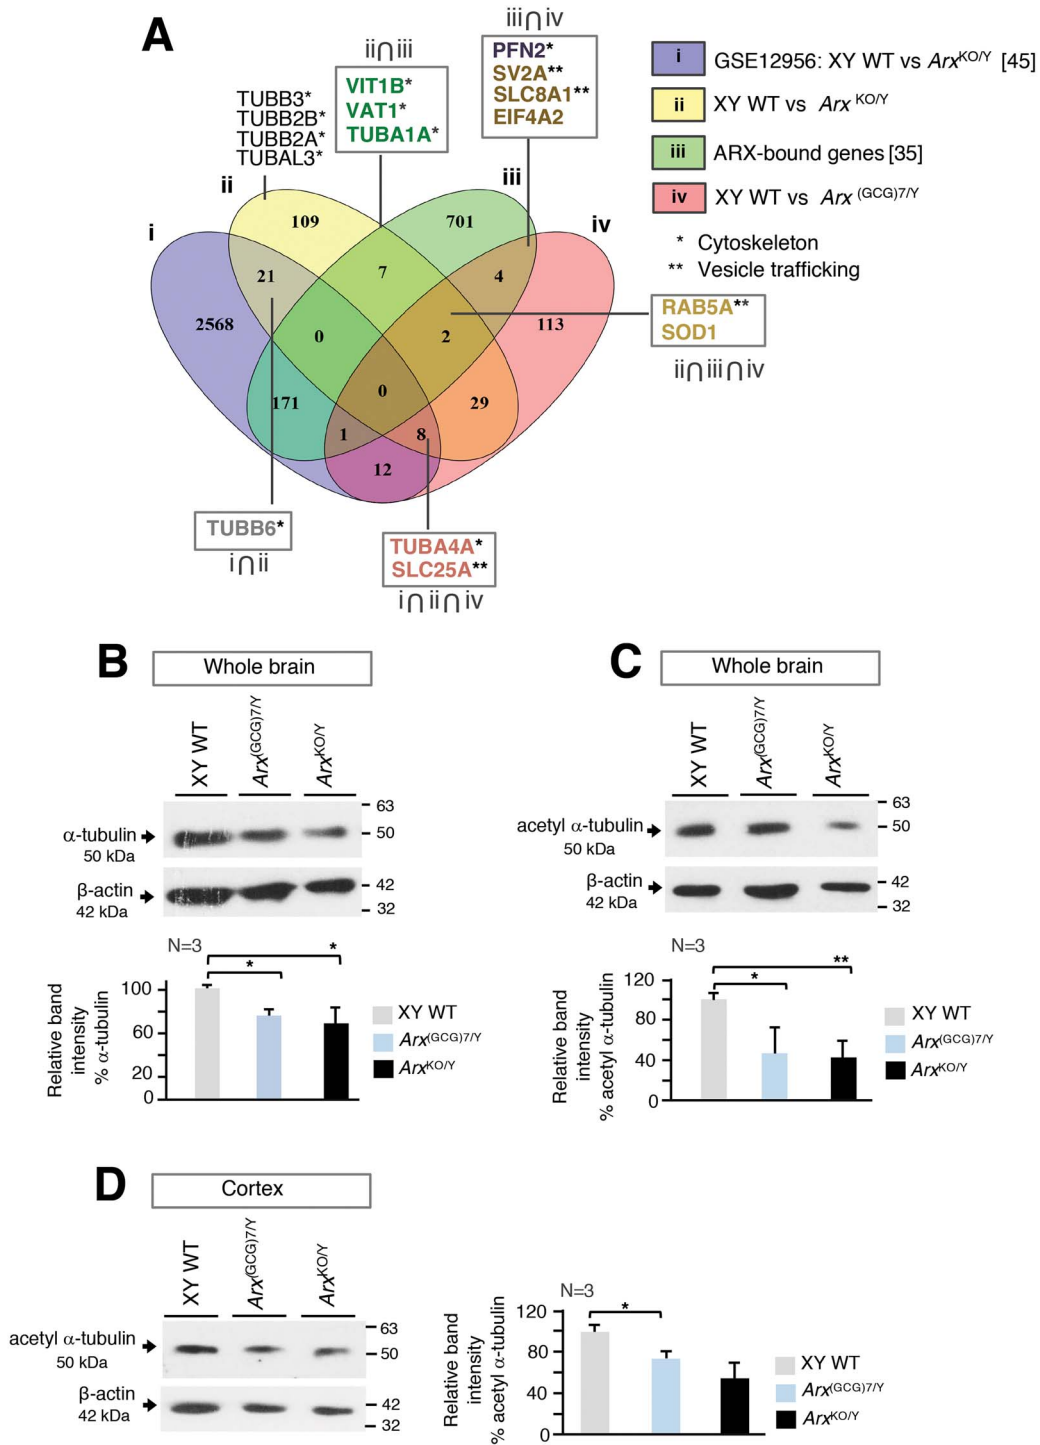 A
ii⋂iii
VIT1B*
VAT1*
TUBA1A*
iii⋂iv
PFN2*
SV2A**
SLC8A1**
EIF4A2
i GSE12956: XY WT vs Arx KO/Y [45]
ii XY WT vs Arx KO/Y
iii ARX-bound genes [35]
iv XY WT vs Arx (GCG)7/Y
* Cytoskeleton
** Vesicle trafficking
TUBB3*
TUBB2B*
TUBB2A*
TUBAL3*
i
ii
iii
iv
109
701
21
7
4
2568
0
2
113
171
0
29
1
8
12
RAB5A**
SOD1
ii⋂iii⋂iv
TUBB6*
i⋂ii
TUBA4A*
SLC25A**
i⋂ii⋂iv
B
Whole brain
XY WT
Arx(GCG)7/Y
ArxKO/Y
α-tubulin
50 kDa
63
50
β-actin
42 kDa
42
32
N=3
*
*
Relative band
intensity
% α-tubulin
100
60
20
0
XY WT
Arx(GCG)7/Y
ArxKO/Y
C
Whole brain
XY WT
Arx(GCG)7/Y
ArxKO/Y
acetyl α-tubulin
50 kDa
63
50
β-actin
42 kDa
42
32
N=3
**
*
Relative band
intensity
% acetyl α-tubulin
120
80
40
0
XY WT
Arx(GCG)7/Y
ArxKO/Y
D
Cortex
XY WT
Arx(GCG)7/Y
ArxKO/Y
acetyl α-tubulin
50 kDa
63
50
β-actin
42 kDa
42
32
N=3
*
Relative band
intensity
% acetyl α-tubulin
120
80
40
0
XY WT
Arx(GCG)7/Y
ArxKO/Y